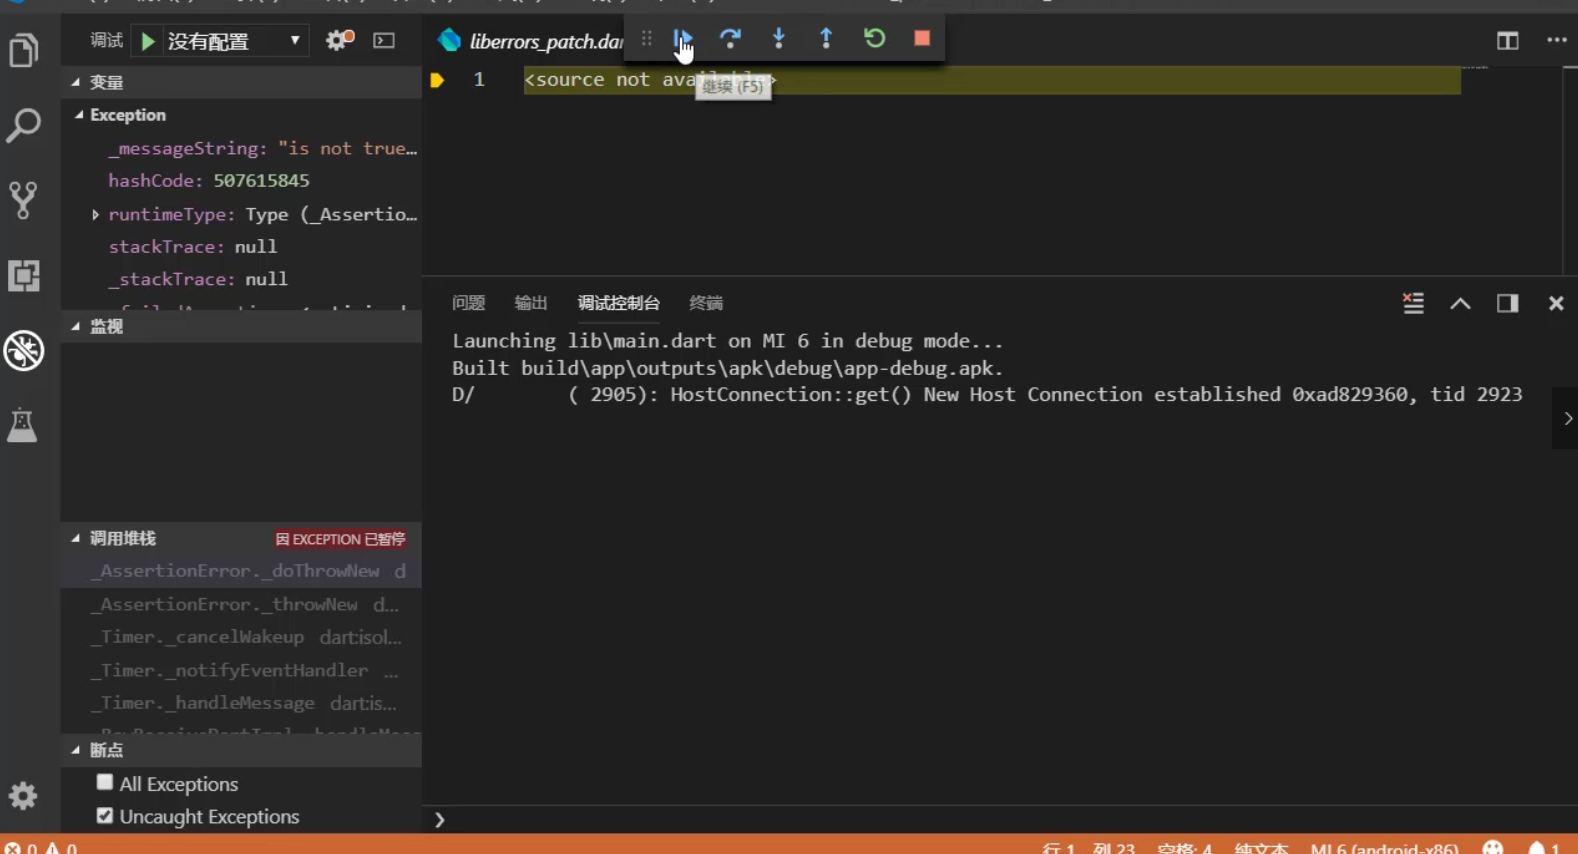 调试
没有配置
liberrors_patch.dar
变量
1
<source not ava
继续 (F5)
Exception
_messageString: "is not true…
hashCode: 507615845
runtimeType: Type (_Assertio…
stackTrace: null
_stackTrace: null
监视
问题
输出
调试控制台
终端
Launching lib\main.dart on MI 6 in debug mode...
Built build\app\outputs\apk\debug\app-debug.apk.
D/ ( 2905): HostConnection::get() New Host Connection established 0xad829360, tid 2923
调用堆栈
因 EXCEPTION 已暂停
_AssertionError._doThrowNew d
_AssertionError._throwNew d...
_Timer._cancelWakeup dart:isol...
_Timer._notifyEventHandler ...
_Timer._handleMessage dart:is...
断点
All Exceptions
Uncaught Exceptions
0 0
行 1, 列 23
空格: 4
纯文本
MI 6 (android-x86)
1